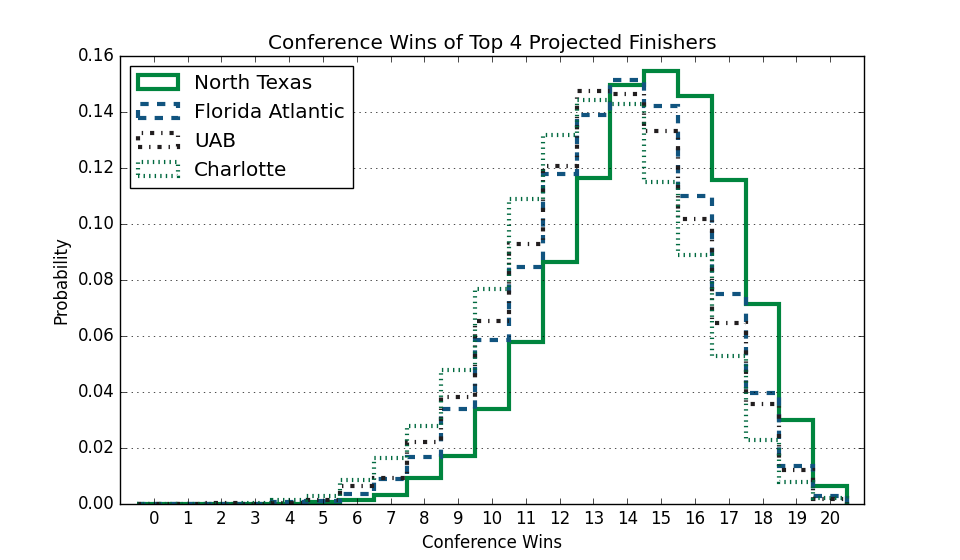 Conference Wins of Top 4 Projected Finishers
North Texas
Florida Atlantic
UAB
Charlotte
0.16
0.14
0.12
0.10
0.08
0.06
0.04
0.02
0.00
Probability
0 1 2 3 4 5 6 7 8 9 10 11 12 13 14 15 16 17 18 19 20
Conference Wins